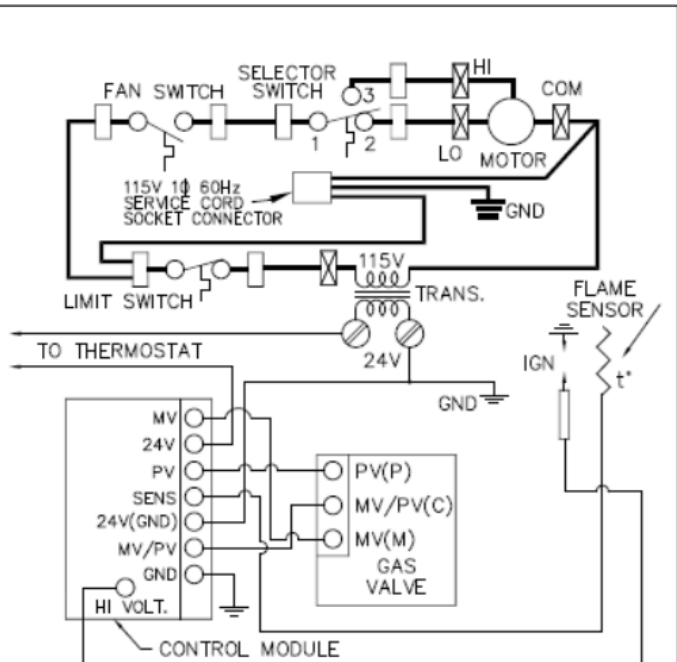 SELECTOR
SWITCH
HI
FAN SWITCH
3
COM
1
2
LO
MOTOR
115V 1ϕ 60Hz
SERVICE CORD
SOCKET CONNECTOR
GND
115V
LIMIT SWITCH
TRANS.
FLAME
SENSOR
TO THERMOSTAT
24V
IGN
t°
GND
MV
24V
PV
SENS
24V(GND)
MV/PV
GND
HI VOLT.
PV(P)
MV/PV(C)
MV(M)
GAS
VALVE
CONTROL MODULE